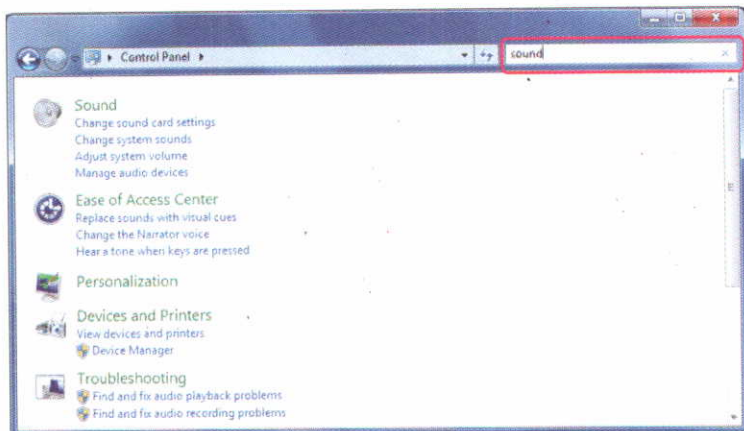 Control Panel
sound
Sound
Change sound card settings
Change system sounds
Adjust system volume
Manage audio devices
Ease of Access Center
Replace sounds with visual cues
Change the Narrator voice
Hear a tone when keys are pressed
Personalization
Devices and Printers
View devices and printers
Device Manager
Troubleshooting
Find and fix audio playback problems
Find and fix audio recording problems